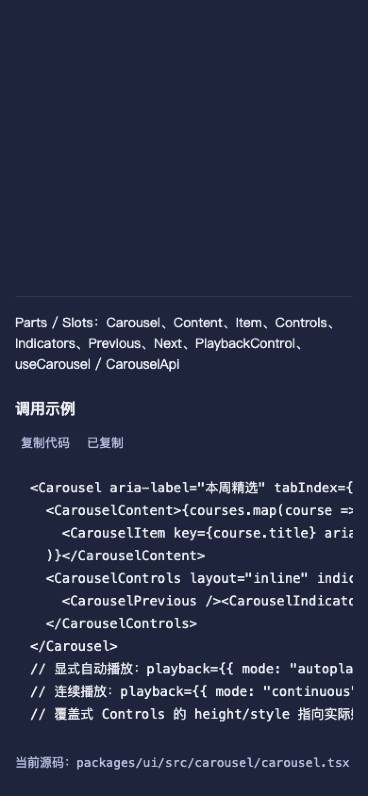 Parts / Slots：Carousel、Content、Item、Controls、
Indicators、Previous、Next、PlaybackControl、
useCarousel / CarouselApi
调用示例
复制代码 已复制
<Carousel aria-label="本周精选" tabIndex={
<CarouselContent>{courses.map(course =>
<CarouselItem key={course.title} aria
)}</CarouselContent>
<CarouselControls layout="inline" indic
<CarouselPrevious /><CarouselIndicato
</CarouselControls>
</Carousel>
// 显式自动播放：playback={{ mode: "autopla
// 连续播放：playback={{ mode: "continuous"
// 覆盖式 Controls 的 height/style 指向实际
当前源码：packages/ui/src/carousel/carousel.tsx